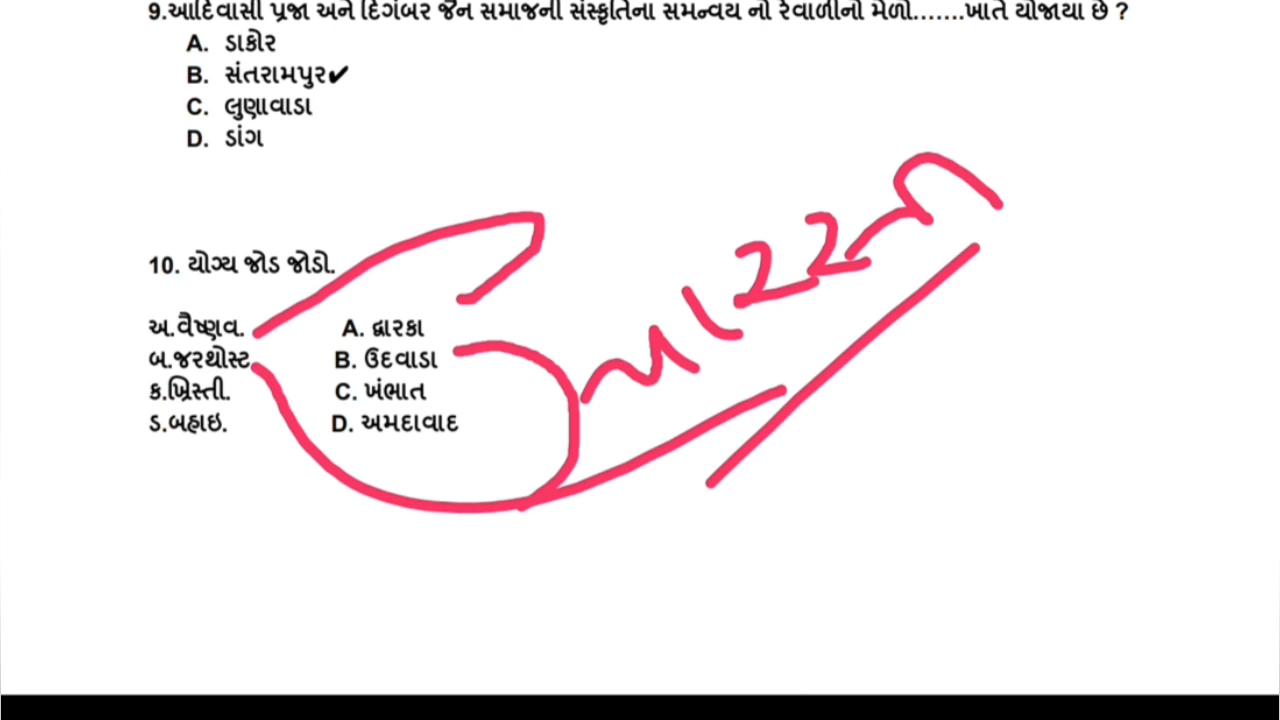 9.આદિવાસી પ્રજા અને દિગંબર જૈન સમાજની સંસ્કૃતિના સમન્વય નો રેવાળીનો મેળો.......ખાતે યોજાયા છે ?
A. ડાકોર
B. સંતરામપુર✔
C. લુણાવાડા
D. ડાંગ
10. યોગ્ય જોડ જોડો.
અ.વૈષ્ણવ. A. દ્વારકા
બ.જરથોસ્ટ. B. ઉદવાડા
ક.ખ્રિસ્તી. C. ખંભાત
ડ.બહાઇ. D. અમદાવાદ